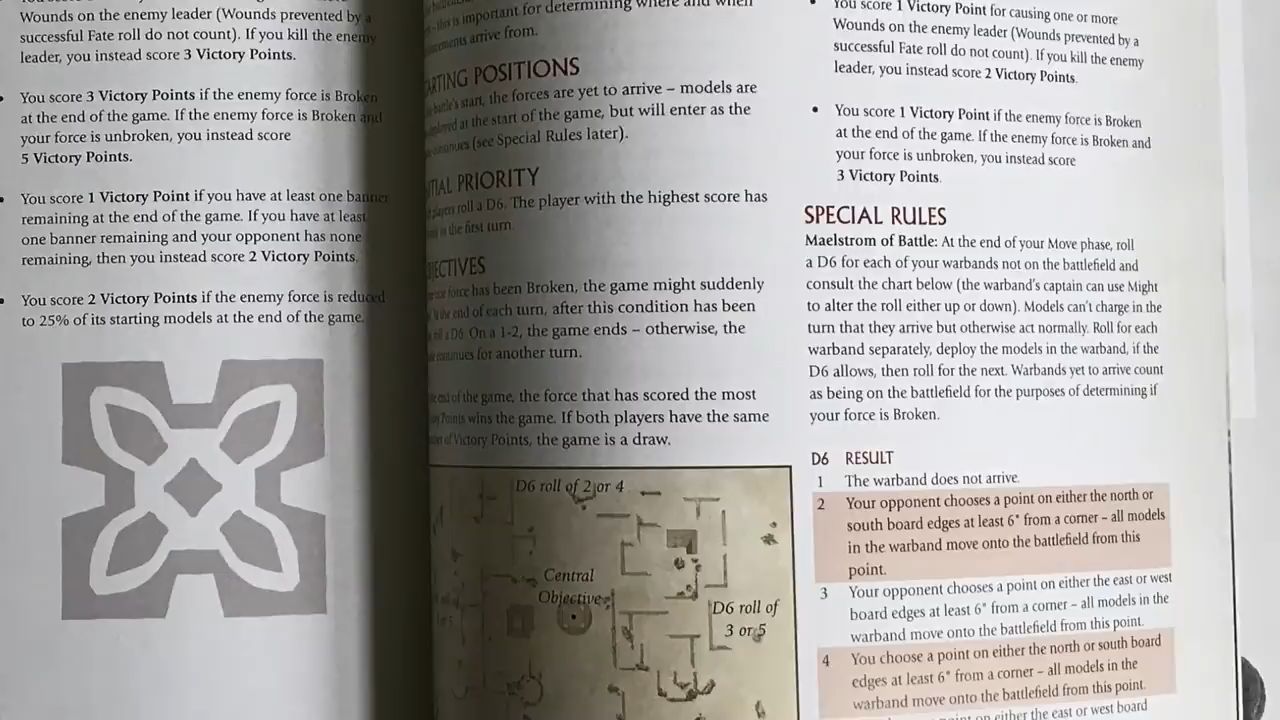 Wounds on the enemy leader (Wounds prevented by a
successful Fate roll do not count). If you kill the enemy
leader, you instead score 3 Victory Points.
You score 3 Victory Points if the enemy force is Broken
at the end of the game. If the enemy force is Broken and
your force is unbroken, you instead score
5 Victory Points.
You score 1 Victory Point if you have at least one banner
remaining at the end of the game. If you have at least
one banner remaining and your opponent has none
remaining, then you instead score 2 Victory Points.
You score 2 Victory Points if the enemy force is reduced
to 25% of its starting models at the end of the game.
this is important for determining where and when
arrive from.
POSITIONS
battle's start, the forces are yet to arrive – models are
at the start of the game, but will enter as the
continues (see Special Rules later).
PRIORITY
roll a D6. The player with the highest score has
in the first turn.
force has been Broken, the game might suddenly
end of each turn, after this condition has been
a D6. On a 1-2, the game ends – otherwise, the
continues for another turn.
end of the game, the force that has scored the most
Points wins the game. If both players have the same
of Victory Points, the game is a draw.
D6 roll of 2 or 4
Central
Objective
D6 roll of
3 or 5
You score 1 Victory Point for causing one or more
Wounds on the enemy leader (Wounds prevented by a
successful Fate roll do not count). If you kill the enemy
leader, you instead score 2 Victory Points.
• You score 1 Victory Point if the enemy force is Broken
at the end of the game. If the enemy force is Broken and
your force is unbroken, you instead score
3 Victory Points.
SPECIAL RULES
Maelstrom of Battle: At the end of your Move phase, roll
a D6 for each of your warbands not on the battlefield and
consult the chart below (the warband's captain can use Might
to alter the roll either up or down). Models can't charge in the
turn that they arrive but otherwise act normally. Roll for each
warband separately, deploy the models in the warband, if the
D6 allows, then roll for the next. Warbands yet to arrive count
as being on the battlefield for the purposes of determining if
your force is Broken.
D6 RESULT
1 The warband does not arrive.
2 Your opponent chooses a point on either the north or
south board edges at least 6" from a corner – all models
in the warband move onto the battlefield from this
point.
3 Your opponent chooses a point on either the east or west
board edges at least 6" from a corner – all models in the
warband move onto the battlefield from this point.
4 You choose a point on either the north or south board
edges at least 6" from a corner – all models in the
warband move onto the battlefield from this point.
point on either the east or west board